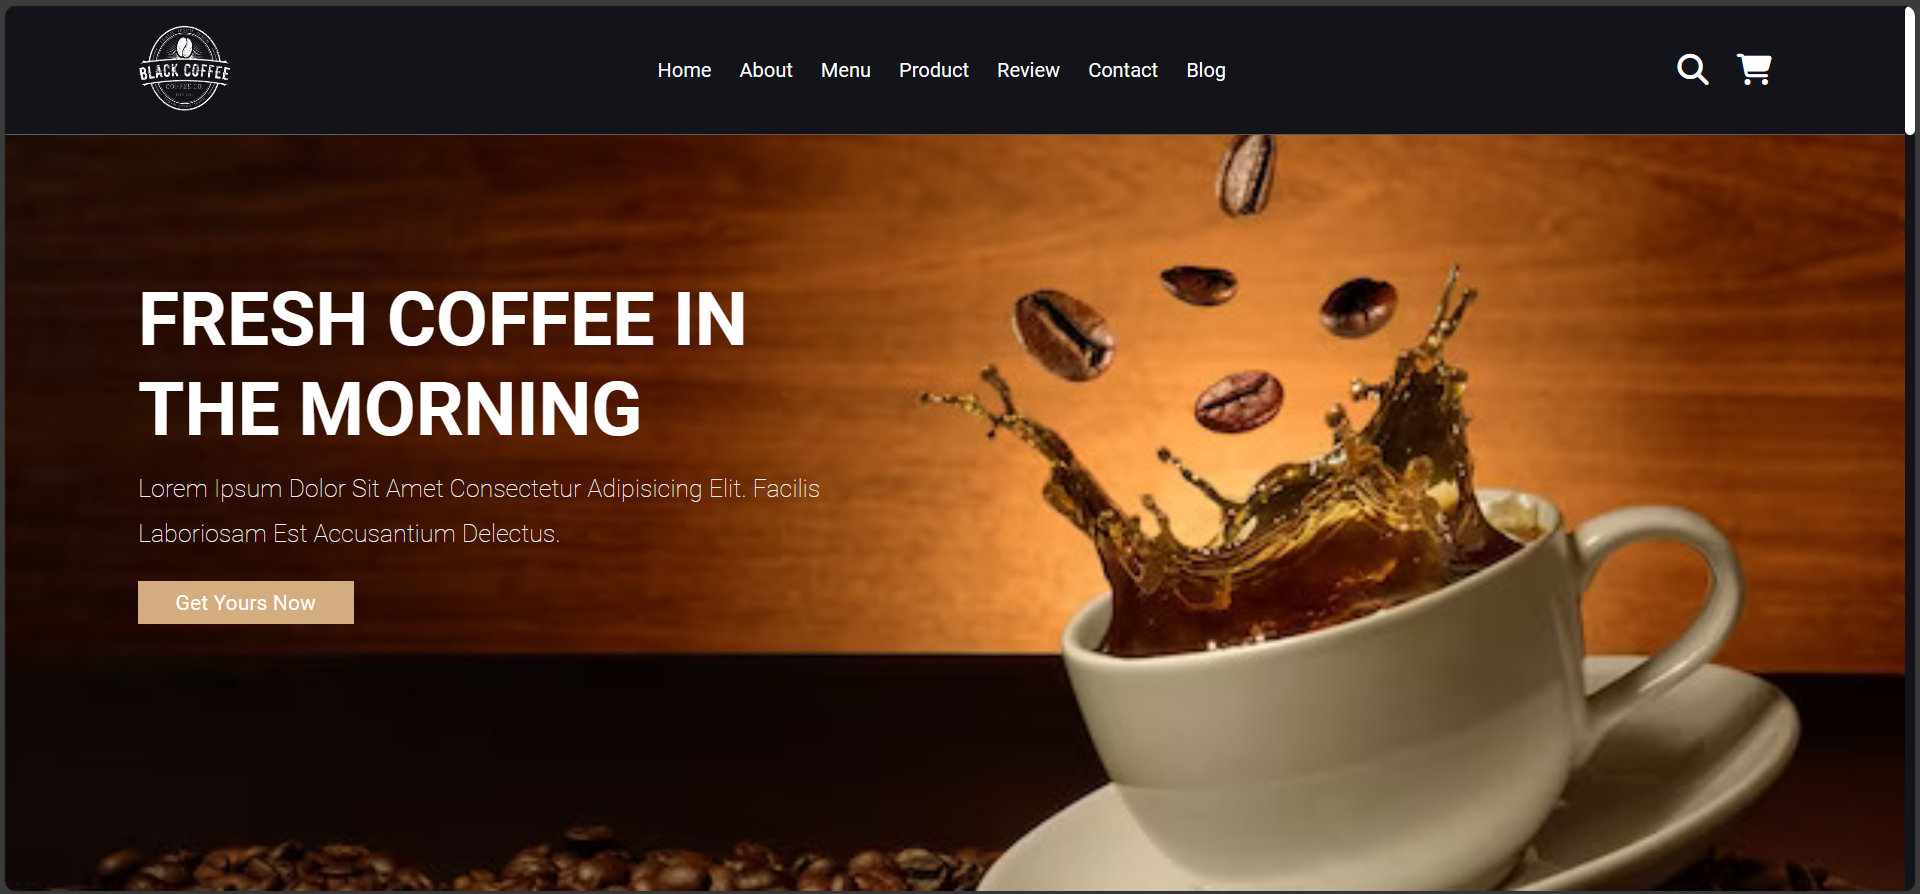 BLACK COFFEE
COFFEE CO.
Home About Menu Product Review Contact Blog
FRESH COFFEE IN
THE MORNING
Lorem Ipsum Dolor Sit Amet Consectetur Adipisicing Elit. Facilis
Laboriosam Est Accusantium Delectus.
Get Yours Now